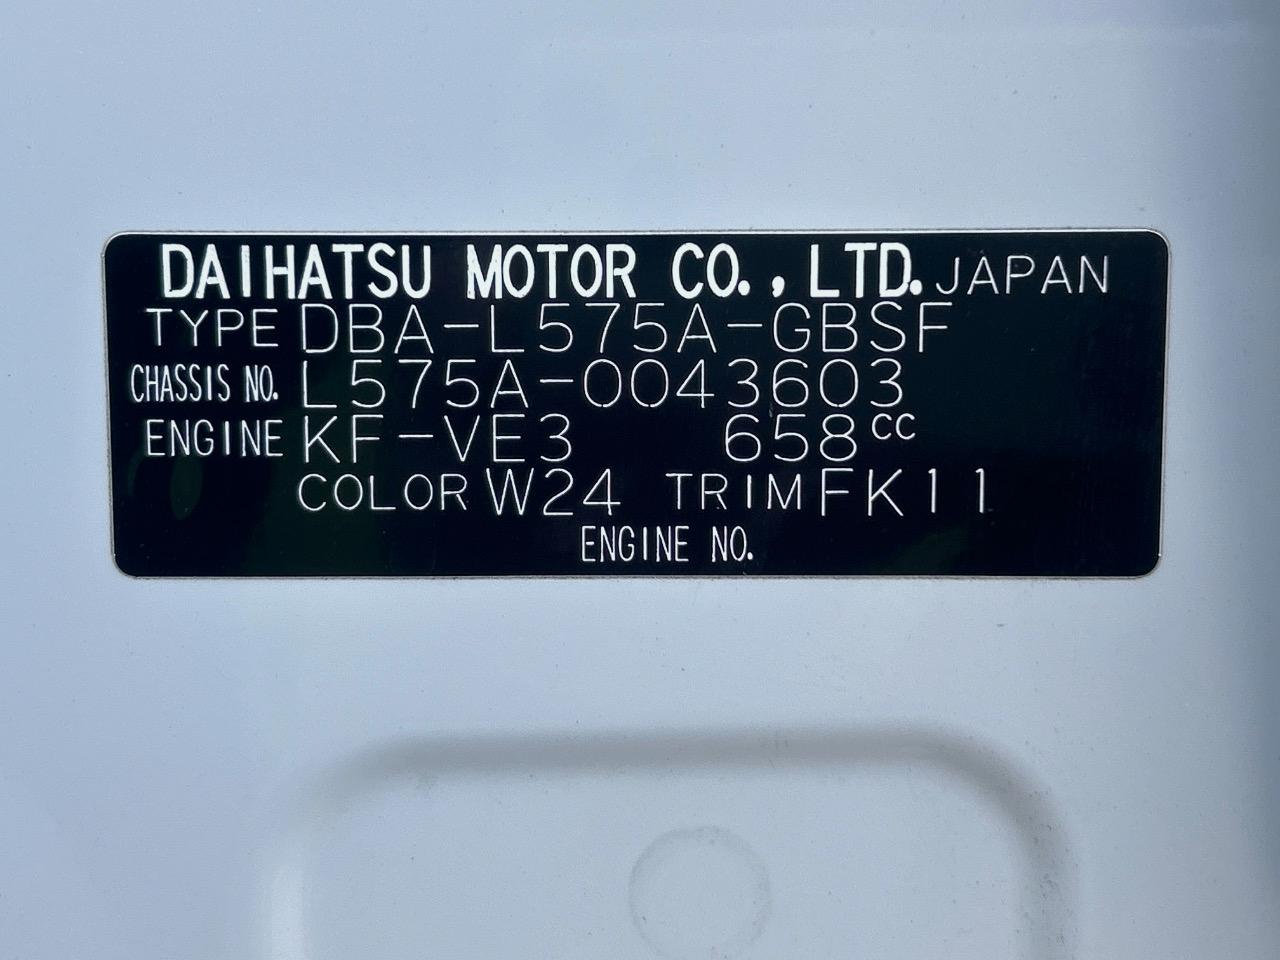 DAIHATSU MOTOR CO., LTD. JAPAN
TYPE DBA-L575A-GBSF
CHASSIS NO. L575A-0043603
ENGINE KF-VE3 658CC
COLOR W24 TRIM FK11
ENGINE NO.